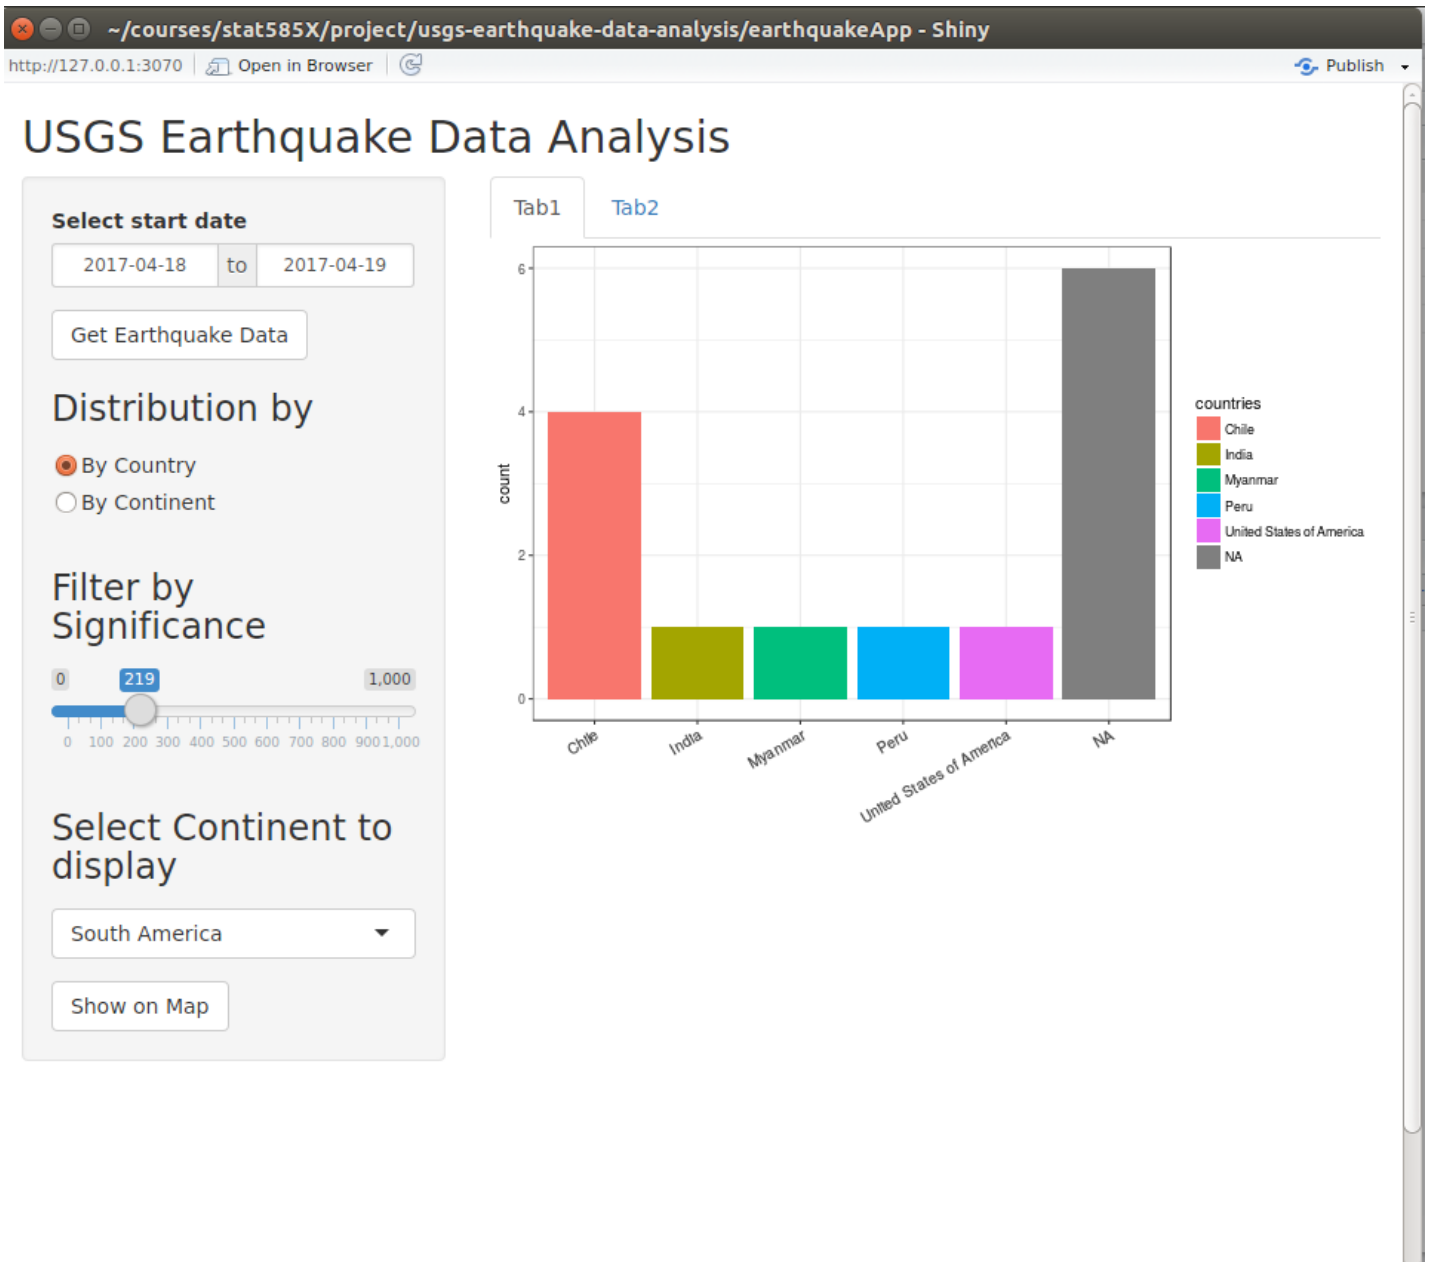 ~/courses/stat585X/project/usgs-earthquake-data-analysis/earthquakeApp - Shiny
http://127.0.0.1:3070 Open in Browser Publish
USGS Earthquake Data Analysis
Select start date
2017-04-18 to 2017-04-19
Get Earthquake Data
Distribution by
By Country
By Continent
Filter by
Significance
0 219 1,000
0 100 200 300 400 500 600 700 800 900 1,000
Select Continent to
display
South America
Show on Map
Tab1 Tab2
6
4
2
0
count
Chile
India
Myanmar
Peru
United States of America
NA
countries
Chile
India
Myanmar
Peru
United States of America
NA